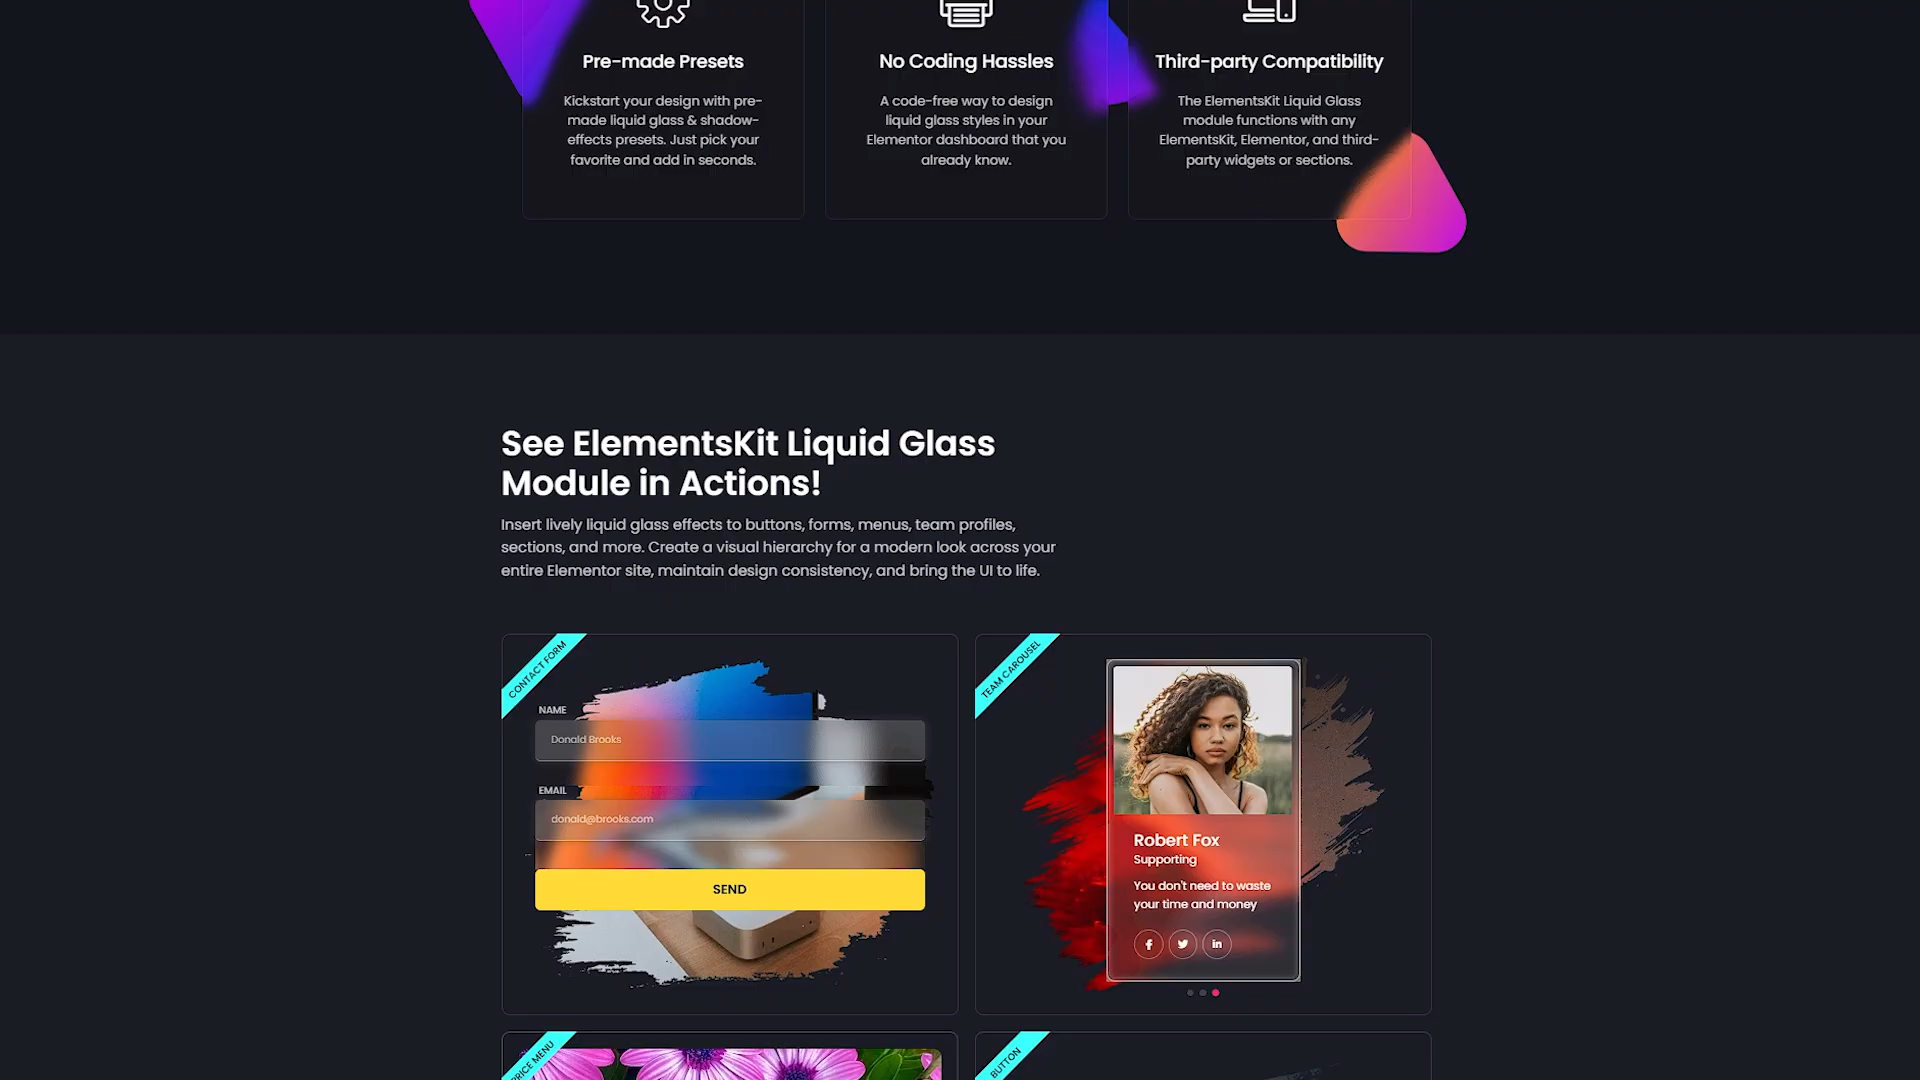 Pre-made Presets
Kickstart your design with pre-
made liquid glass & shadow-
effects presets. Just pick your
favorite and add in seconds.
No Coding Hassles
A code-free way to design
liquid glass styles in your
Elementor dashboard that you
already know.
Third-party Compatibility
The ElementsKit Liquid Glass
module functions with any
ElementsKit, Elementor, and third-
party widgets or sections.
See ElementsKit Liquid Glass
Module in Actions!
Insert lively liquid glass effects to buttons, forms, menus, team profiles,
sections, and more. Create a visual hierarchy for a modern look across your
entire Elementor site, maintain design consistency, and bring the UI to life.
CONTACT FORM
NAME
Donald Brooks
EMAIL
donald@brooks.com
SEND
TEAM CAROUSEL
Robert Fox
Supporting
You don't need to waste
your time and money
PRICE MENU
BUTTON